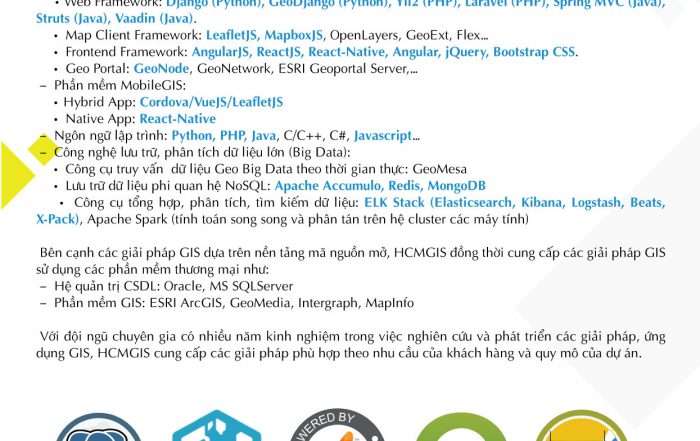 • Web Framework: Django (Python), GeoDjango (Python), Yii2 (PHP), Laravel (PHP), Spring MVC (Java),
Struts (Java), Vaadin (Java).
• Map Client Framework: LeafletJS, MapboxJS, OpenLayers, GeoExt, Flex...
• Frontend Framework: AngularJS, ReactJS, React-Native, Angular, jQuery, Bootstrap CSS.
• Geo Portal: GeoNode, GeoNetwork, ESRI Geoportal Server,...
– Phần mềm MobileGIS:
• Hybrid App: Cordova/VueJS/LeafletJS
• Native App: React-Native
– Ngôn ngữ lập trình: Python, PHP, Java, C/C++, C#, Javascript...
– Công nghệ lưu trữ, phân tích dữ liệu lớn (Big Data):
• Công cụ truy vấn dữ liệu Geo Big Data theo thời gian thực: GeoMesa
• Lưu trữ dữ liệu phi quan hệ NoSQL: Apache Accumulo, Redis, MongoDB
• Công cụ tổng hợp, phân tích, tìm kiếm dữ liệu: ELK Stack (Elasticsearch, Kibana, Logstash, Beats,
X-Pack), Apache Spark (tính toán song song và phân tán trên hệ cluster các máy tính)
Bên cạnh các giải pháp GIS dựa trên nền tảng mã nguồn mở, HCMGIS đồng thời cung cấp các giải pháp GIS
sử dụng các phần mềm thương mại như:
– Hệ quản trị CSDL: Oracle, MS SQLServer
– Phần mềm GIS: ESRI ArcGIS, GeoMedia, Intergraph, MapInfo
Với đội ngũ chuyên gia có nhiều năm kinh nghiệm trong việc nghiên cứu và phát triển các giải pháp, ứng
dụng GIS, HCMGIS cung cấp các giải pháp phù hợp theo nhu cầu của khách hàng và quy mô của dự án.
WERED BY